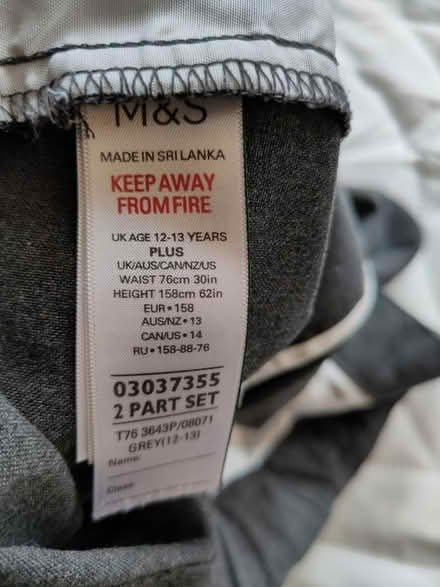 M&S
MADE IN SRI LANKA
KEEP AWAY
FROM FIRE
UK AGE 12-13 YEARS
PLUS
UK/AUS/CAN/NZ/US
WAIST 76cm 30in
HEIGHT 158cm 62in
EUR•158
AUS/NZ•13
CAN/US•14
RU•158-88-76
03037355
2 PART SET
T76 3643P/08071
GREY(12-13)
Name:
Class: